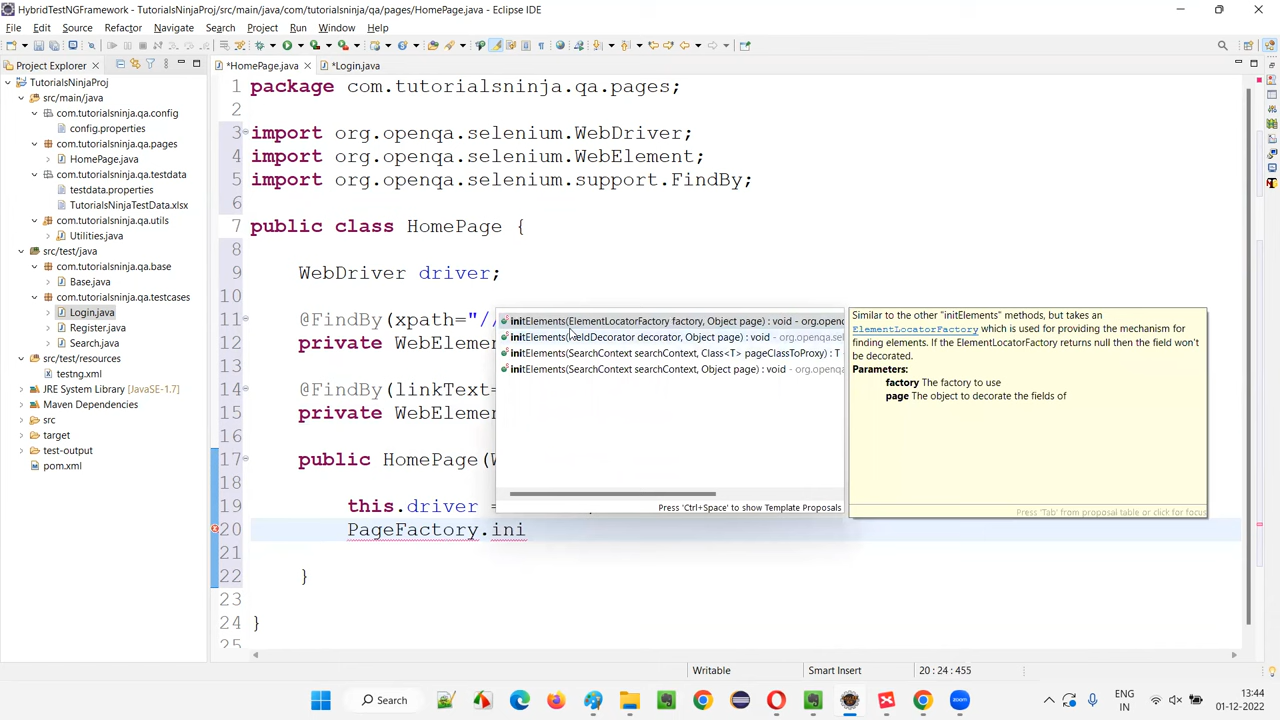 HybridTestNGFramework - TutorialsNinjaProj/src/main/java/com/tutorialsninja/qa/pages/HomePage.java - Eclipse IDE
File Edit Source Refactor Navigate Search Project Run Window Help
Project Explorer
*HomePage.java
*Login.java
TutorialsNinjaProj
src/main/java
com.tutorialsninja.qa.config
config.properties
com.tutorialsninja.qa.pages
HomePage.java
com.tutorialsninja.qa.testdata
testdata.properties
TutorialsNinjaTestData.xlsx
com.tutorialsninja.qa.utils
Utilities.java
src/test/java
com.tutorialsninja.qa.base
Base.java
com.tutorialsninja.qa.testcases
Login.java
Register.java
Search.java
src/test/resources
testng.xml
JRE System Library [JavaSE-1.7]
Maven Dependencies
src
target
test-output
pom.xml
1 package com.tutorialsninja.qa.pages;
2
3 import org.openqa.selenium.WebDriver;
4 import org.openqa.selenium.WebElement;
5 import org.openqa.selenium.support.FindBy;
6
7 public class HomePage {
8
9 WebDriver driver;
10
11 @FindBy(xpath="//
12 private WebElem
13
14 @FindBy(linkText=
15 private WebElem
16
17 public HomePage(W
18
19 this.driver =
20 PageFactory.ini
21
22 }
23
24 }
25
initElements(ElementLocatorFactory factory, Object page) : void - org.openc
initElements(FieldDecorator decorator, Object page) : void - org.openqa.sel
initElements(SearchContext searchContext, Class<T> pageClassToProxy) : T
initElements(SearchContext searchContext, Object page) : void - org.openqa
Press 'Ctrl+Space' to show Template Proposals
Similar to the other "initElements" methods, but takes an
ElementLocatorFactory which is used for providing the mechanism for
finding elements. If the ElementLocatorFactory returns null then the field won't
be decorated.
Parameters:
factory The factory to use
page The object to decorate the fields of
Press 'Tab' from proposal table or click for focus
Writable
Smart Insert
20 : 24 : 455
Search
ENG
IN
13:44
01-12-2022